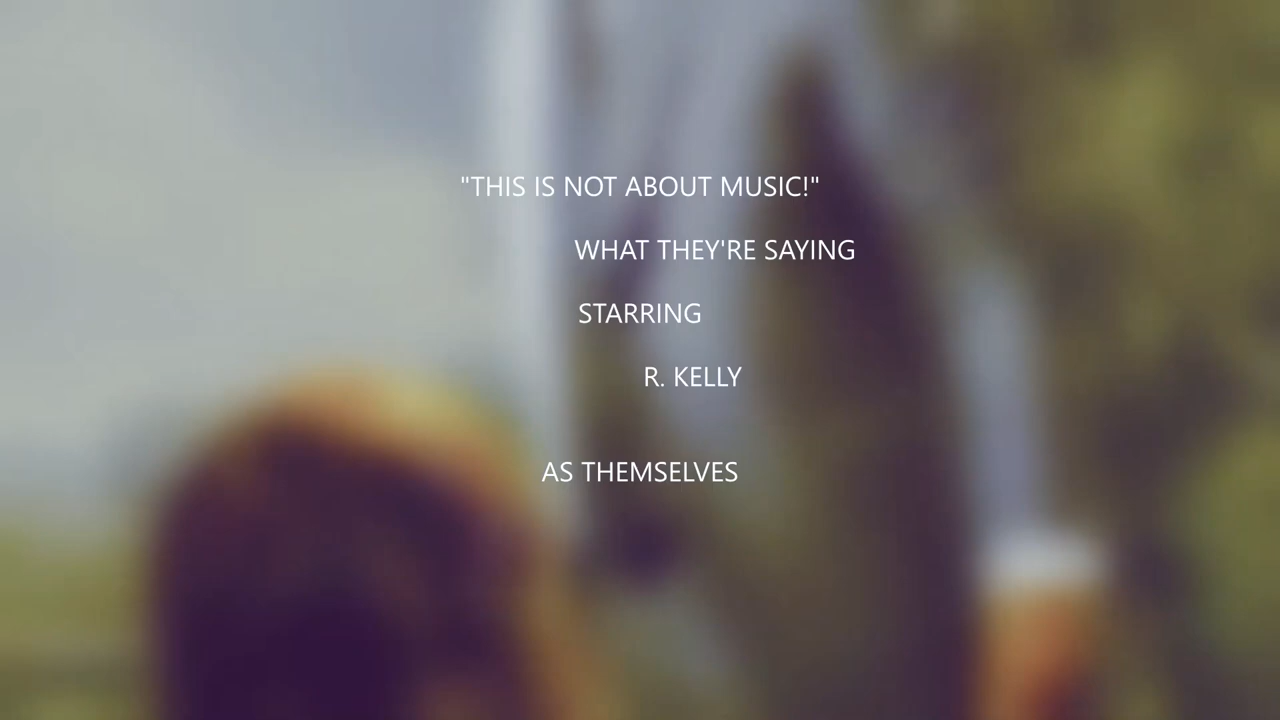 "THIS IS NOT ABOUT MUSIC!"
WHAT THEY'RE SAYING
STARRING
R. KELLY
AS THEMSELVES